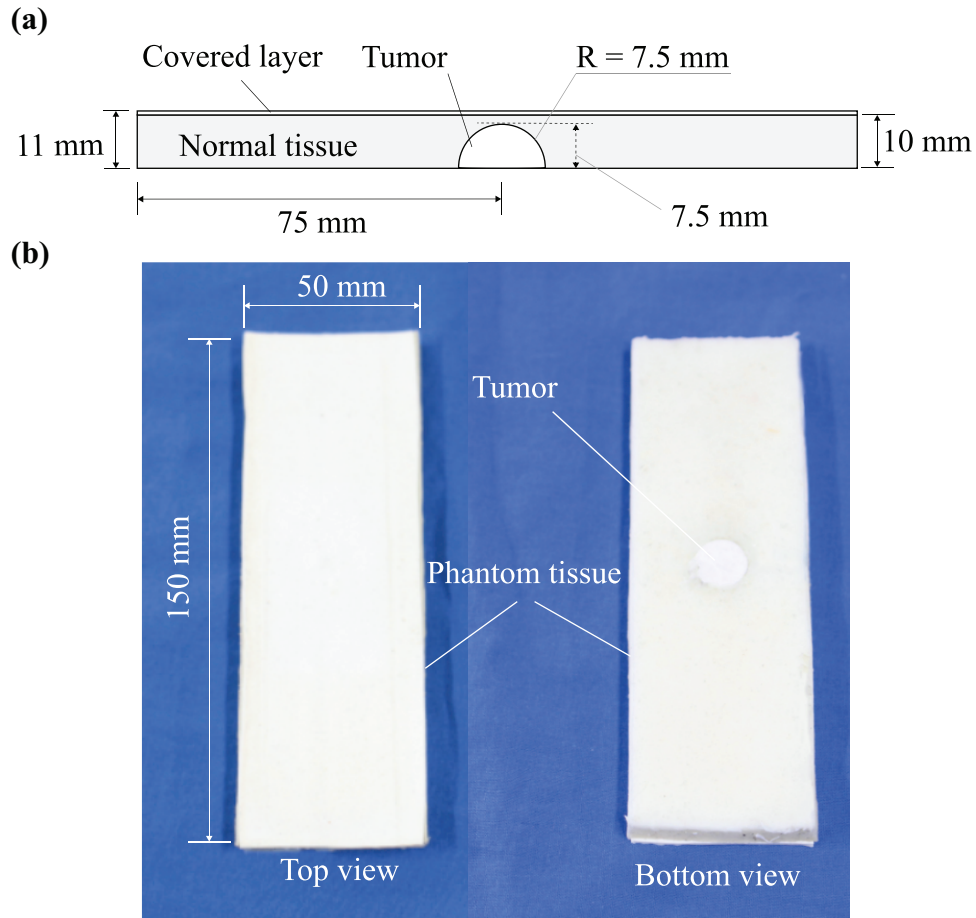 (a)
Covered layer
Tumor
R = 7.5 mm
11 mm
Normal tissue
10 mm
75 mm
7.5 mm
(b)
50 mm
Tumor
150 mm
Phantom tissue
Top view
Bottom view